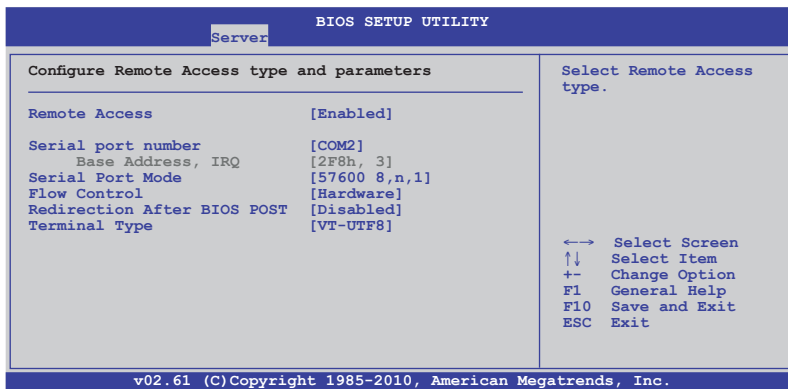 BIOS SETUP UTILITY
Server
Configure Remote Access type and parameters
Remote Access [Enabled]
Serial port number [COM2]
Base Address, IRQ [2F8h, 3]
Serial Port Mode [57600 8,n,1]
Flow Control [Hardware]
Redirection After BIOS POST [Disabled]
Terminal Type [VT-UTF8]
Select Remote Access
type.
←→ Select Screen
↑↓ Select Item
+- Change Option
F1 General Help
F10 Save and Exit
ESC Exit
v02.61 (C)Copyright 1985-2010, American Megatrends, Inc.